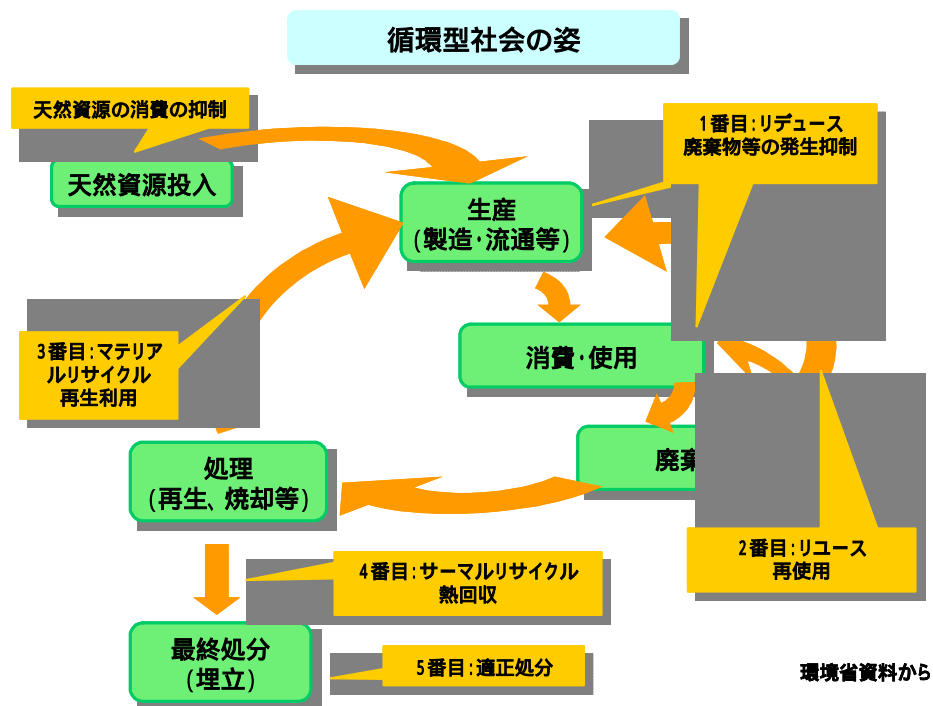 循環型社会の姿
天然資源の消費の抑制
1番目:リデュース
廃棄物等の発生抑制
天然資源投入
生産
(製造・流通等)
消費・使用
3番目:マテリア
ルリサイクル
再生利用
廃棄
処理
(再生、焼却等)
2番目:リユース
再使用
4番目:サーマルリサイクル
熱回収
最終処分
(埋立)
5番目:適正処分
環境省資料から